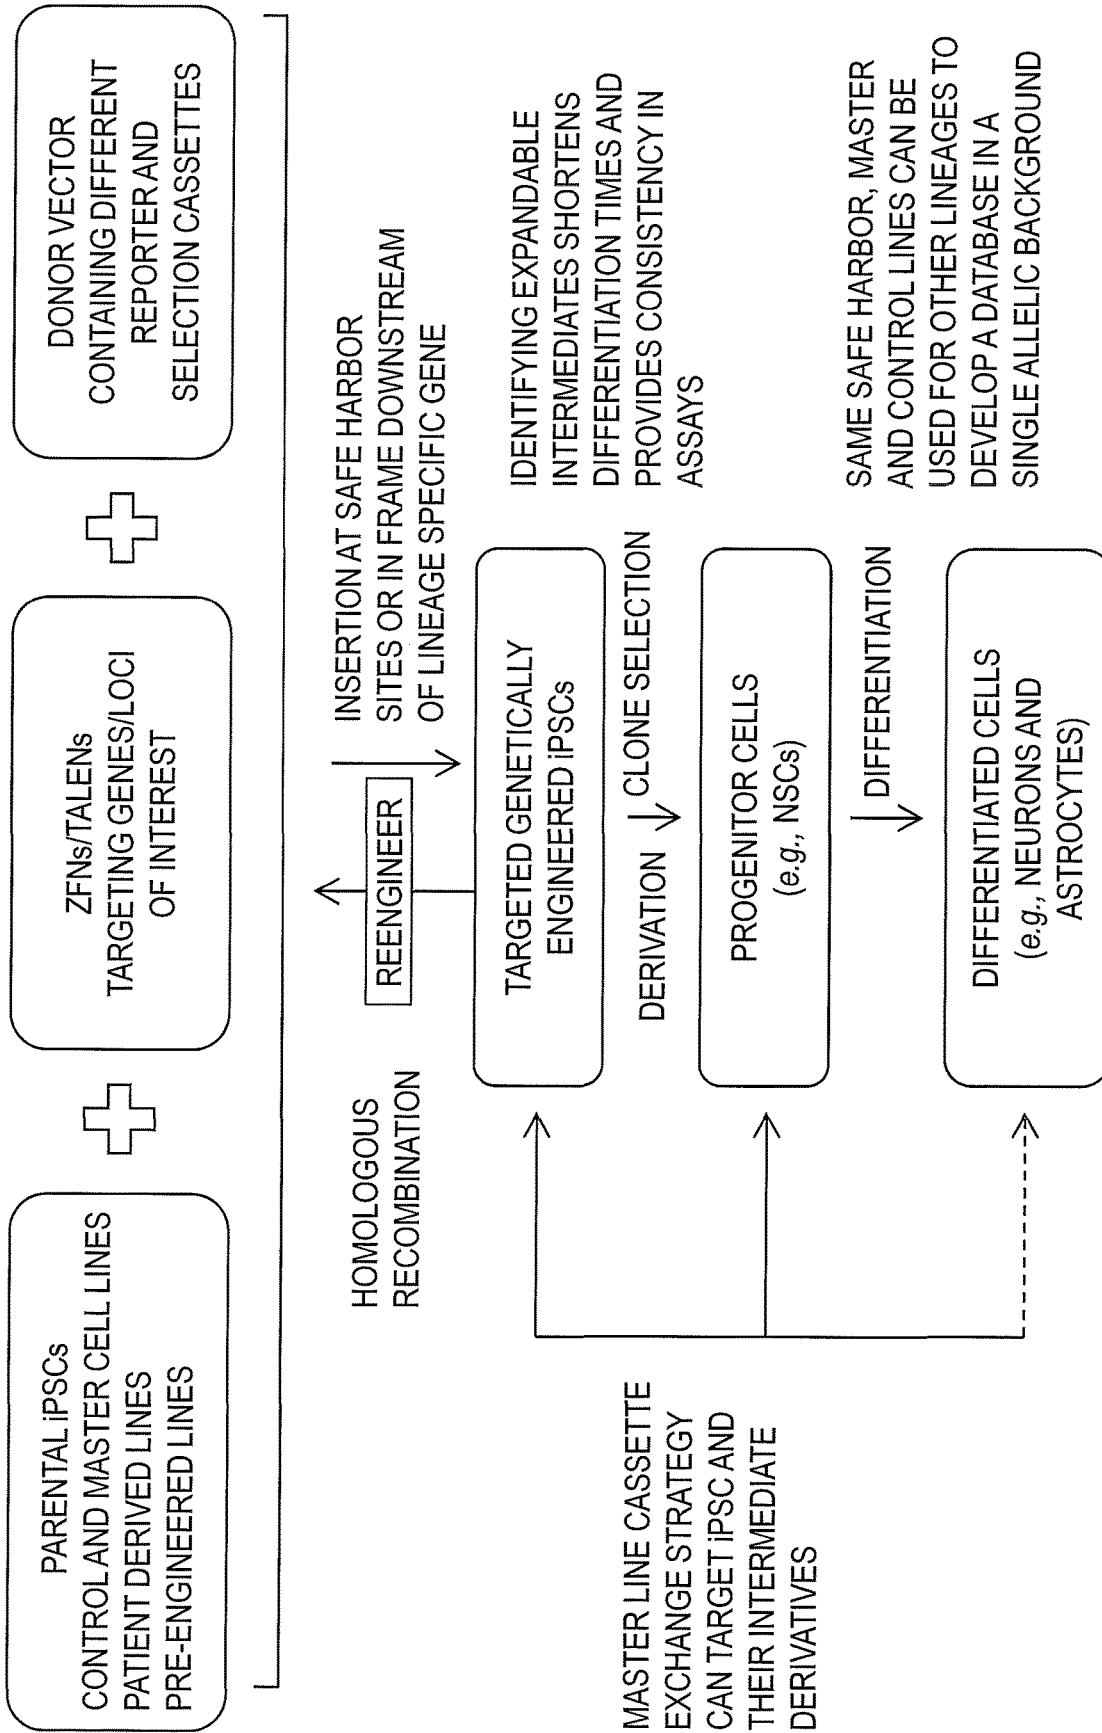 PARENTAL iPSCs
CONTROL AND MASTER CELL LINES
PATIENT DERIVED LINES
PRE-ENGINEERED LINES
ZFNs/TALENs
TARGETING GENES/LOCI
OF INTEREST
DONOR VECTOR
CONTAINING DIFFERENT
REPORTER AND
SELECTION CASSETTES
HOMOLOGOUS
RECOMBINATION
REENGINEER
INSERTION AT SAFE HARBOR
SITES OR IN FRAME DOWNSTREAM
OF LINEAGE SPECIFIC GENE
TARGETED GENETICALLY
ENGINEERED iPSCs
IDENTIFYING EXPANDABLE
INTERMEDIATES SHORTENS
DIFFERENTIATION TIMES AND
PROVIDES CONSISTENCY IN
ASSAYS
DERIVATION
CLONE SELECTION
MASTER LINE CASSETTE
EXCHANGE STRATEGY
CAN TARGET iPSC AND
THEIR INTERMEDIATE
DERIVATIVES
PROGENITOR CELLS
(e.g., NSCs)
DIFFERENTIATION
SAME SAFE HARBOR, MASTER
AND CONTROL LINES CAN BE
USED FOR OTHER LINEAGES TO
DEVELOP A DATABASE IN A
SINGLE ALLELIC BACKGROUND
DIFFERENTIATED CELLS
(e.g., NEURONS AND
ASTROCYTES)